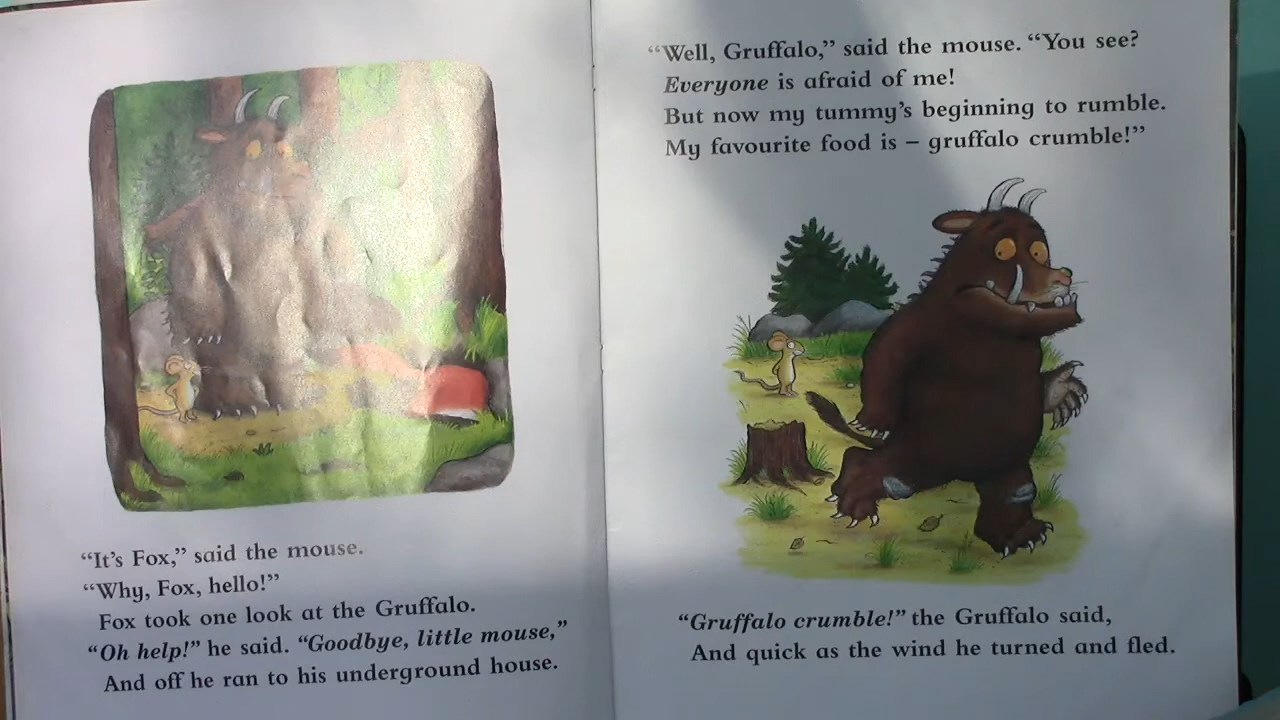 “It’s Fox,” said the mouse.
“Why, Fox, hello!”
Fox took one look at the Gruffalo.
“Oh help!” he said. “Goodbye, little mouse,”
And off he ran to his underground house.
“Well, Gruffalo,” said the mouse. “You see?
Everyone is afraid of me!
But now my tummy’s beginning to rumble.
My favourite food is – gruffalo crumble!”
“Gruffalo crumble!” the Gruffalo said,
And quick as the wind he turned and fled.